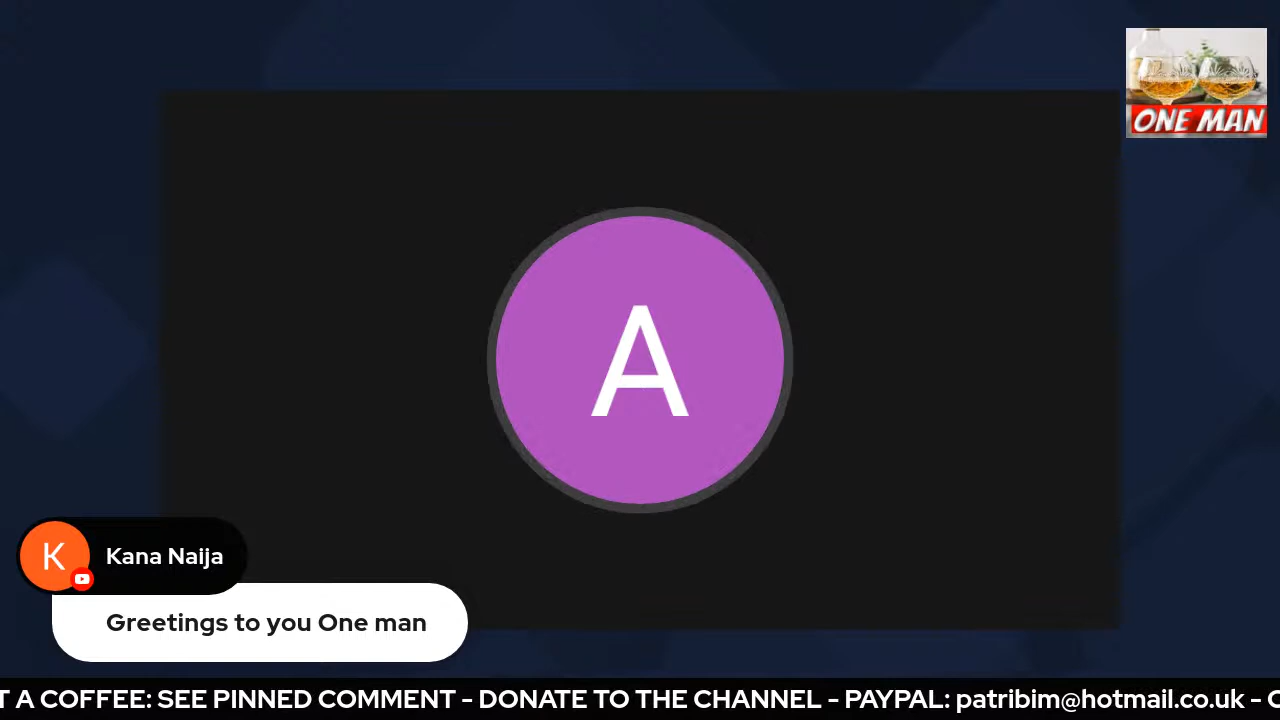 ONE MAN
A
K
Kana Naija
Greetings to you One man
T A COFFEE: SEE PINNED COMMENT - DONATE TO THE CHANNEL - PAYPAL: patribim@hotmail.co.uk -